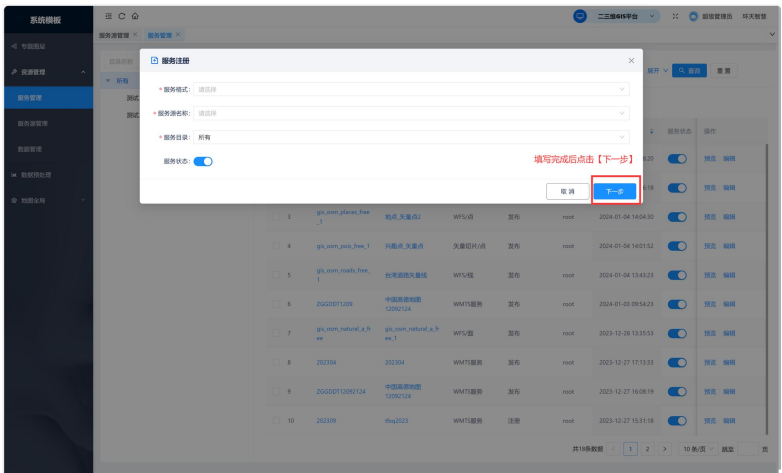 系统模板
二三维GIS平台
超级管理员
环天智慧
服务源管理 ×
服务管理 ×
专题图层
资源管理
服务管理
服务源管理
数据管理
数据预处理
地图全局
目录名称
所有
测试
测试
展开
查询
重置
服务注册
* 服务格式: 请选择
* 服务源名称: 请选择
* 服务目录: 所有
服务状态:
填写完成后点击【下一步】
取消
下一步
服务状态 操作
8:20 预览 编辑
6:18 预览 编辑
3 gis_osm_places_free_1 地点_矢量点2 WFS/点 发布 root 2024-01-04 14:04:30 预览 编辑
4 gis_osm_pois_free_1 兴趣点_矢量点 矢量切片/点 发布 root 2024-01-04 14:01:52 预览 编辑
5 gis_osm_roads_free_1 台湾道路矢量线 WFS/线 发布 root 2024-01-04 13:43:23 预览 编辑
6 ZGGDDT1209 中国高德地图12092124 WMTS服务 发布 root 2024-01-03 09:54:23 预览 编辑
7 gis_osm_natural_a_free gis_osm_natural_a_free_1 WFS/面 发布 root 2023-12-28 13:35:53 预览 编辑
8 202304 202304 WMTS服务 发布 root 2023-12-27 17:13:33 预览 编辑
9 ZGGDDT12092124 中国高德地图12092124 WMTS服务 发布 root 2023-12-27 16:08:19 预览 编辑
10 202309 thsq2023 WMTS服务 注册 root 2023-12-27 15:31:18 预览 编辑
共18条数据 < 1 2 > 10 条/页 跳至 页